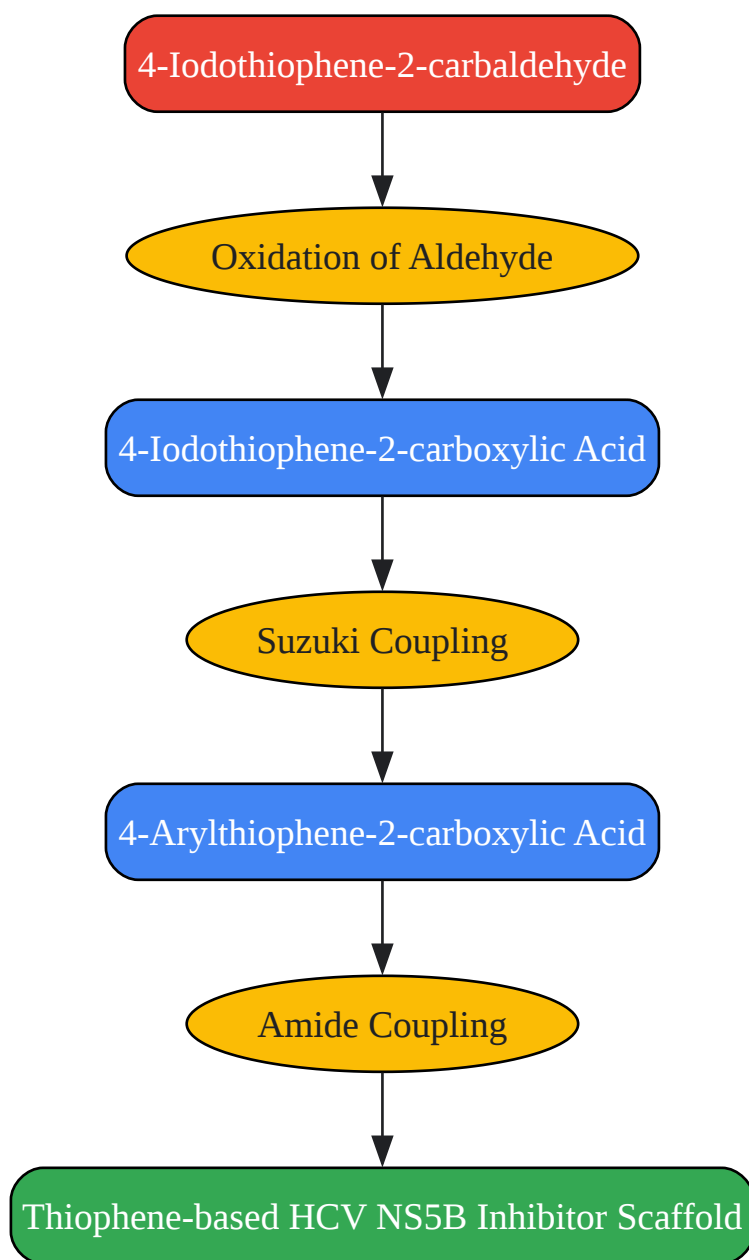 4-Iodothiophene-2-carbaldehyde
Oxidation of Aldehyde
4-Iodothiophene-2-carboxylic Acid
Suzuki Coupling
4-Arylthiophene-2-carboxylic Acid
Amide Coupling
Thiophene-based HCV NS5B Inhibitor Scaffold